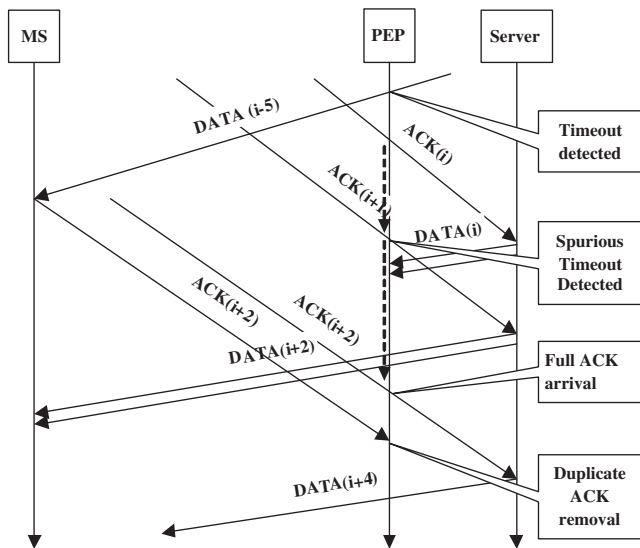 MS
PEP
Server
DATA (i-5)
ACK(i)
Timeout
detected
ACK(i+1)
DATA(i)
Spurious
Timeout
Detected
ACK(i+2)
ACK(i+2)
DATA(i+2)
Full ACK
arrival
DATA(i+4)
Duplicate
ACK
removal